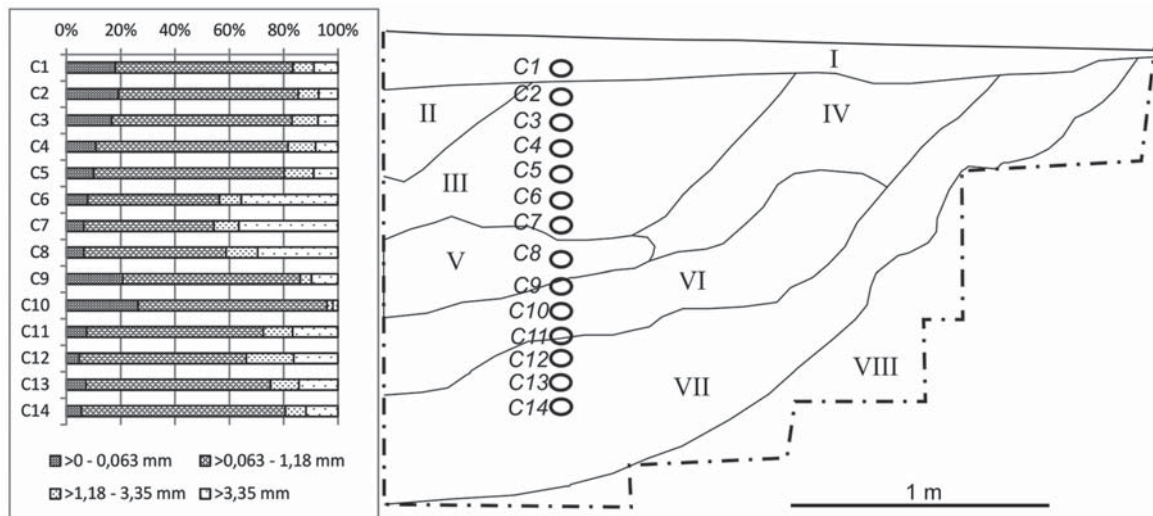 0% 20% 40% 60% 80% 100%
C1
C2
C3
C4
C5
C6
C7
C8
C9
C10
C11
C12
C13
C14
>0 - 0,063 mm >0,063 - 1,18 mm
>1,18 - 3,35 mm >3,35 mm
I
C1
C2
II
IV
C3
C4
C5
III
C6
C7
V
C8
VI
C9
C10
C11
C12
VII
VIII
C13
C14
1 m